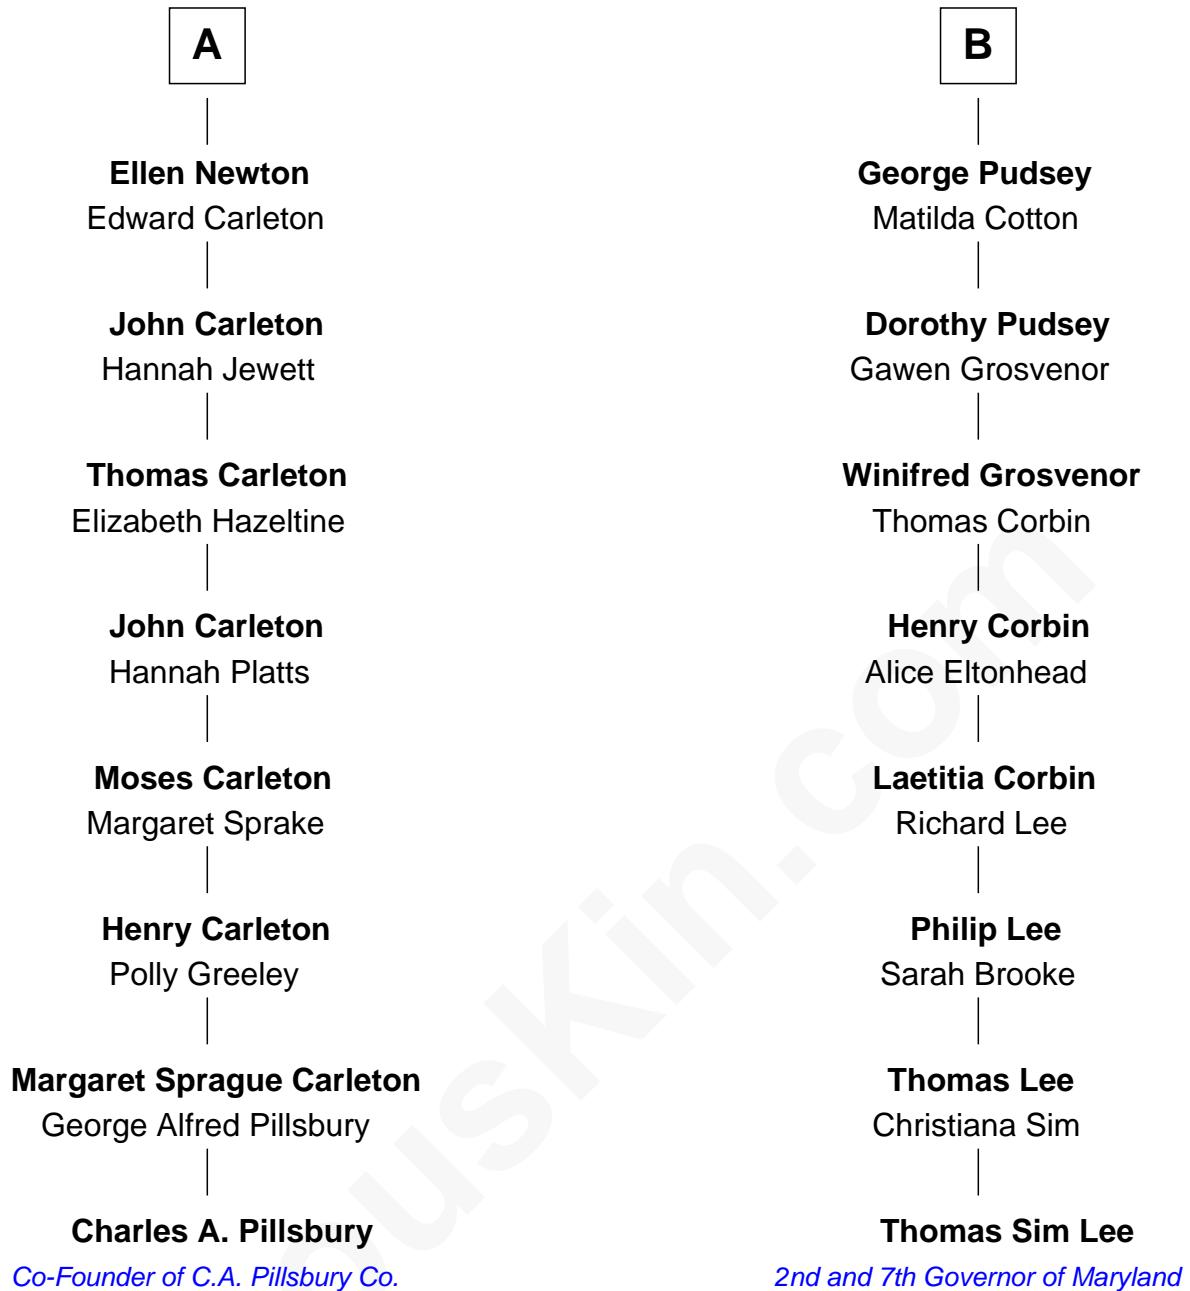 A
B
Ellen Newton
Edward Carleton
George Pudsey
Matilda Cotton
John Carleton
Hannah Jewett
Dorothy Pudsey
Gawen Grosvenor
Thomas Carleton
Elizabeth Hazeltine
Winifred Grosvenor
Thomas Corbin
John Carleton
Hannah Platts
Henry Corbin
Alice Eltonhead
Moses Carleton
Margaret Sprake
Laetitia Corbin
Richard Lee
Henry Carleton
Polly Greeley
Philip Lee
Sarah Brooke
Margaret Sprague Carleton
George Alfred Pillsbury
Thomas Lee
Christiana Sim
Charles A. Pillsbury
Co-Founder of C.A. Pillsbury Co.
Thomas Sim Lee
2nd and 7th Governor of Maryland
ousKin.com